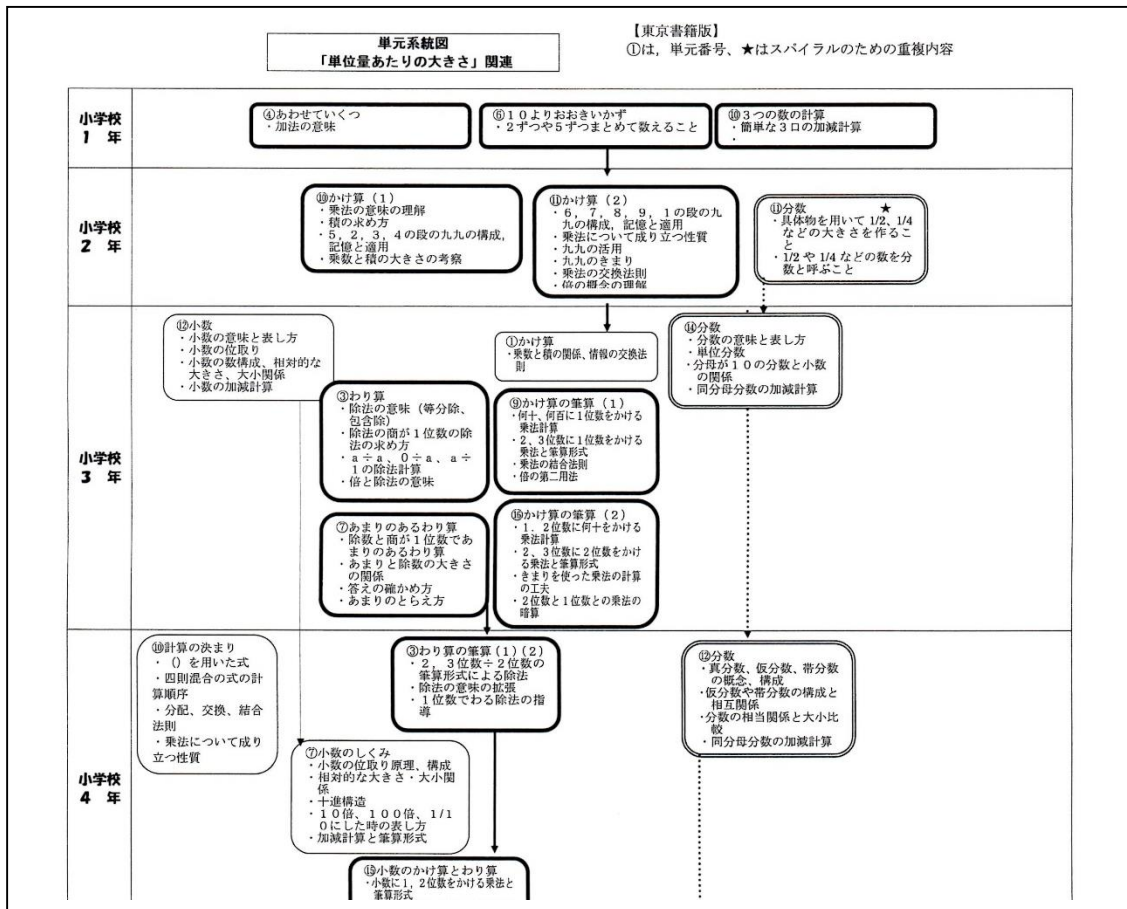 【東京書籍版】
①は，単元番号、★はスパイラルのための重複内容
単元系統図
「単位量あたりの大きさ」関連
小学校
1 年
④あわせていくつ
・加法の意味
⑥１０よりおおきいかず
・２ずつや５ずつまとめて数えること
⑩３つの数の計算
・簡単な３口の加減計算
・
小学校
2 年
⑩かけ算（１）
・乗法の意味の理解
・積の求め方
・５，２，３，４の段の九九の構成，
記憶と適用
・乗数と積の大きさの考察
⑪かけ算（２）
・６，７，８，９，１の段の九
九の構成，記憶と適用
・乗法について成り立つ性質
・九九の活用
・九九のきまり
・乗法の交換法則
・倍の概念の理解
⑪分数 ★
・具体物を用いて 1/2、1/4
などの大きさを作るこ
と
・1/2 や 1/4 などの数を分
数と呼ぶこと
小学校
3 年
⑫小数
・小数の意味と表し方
・小数の位取り
・小数の数構成、相対的な
大きさ、大小関係
・小数の加減計算
①かけ算
・乗数と積の関係、情報の交換法
則
⑭分数
・分数の意味と表し方
・単位分数
・分母が１０の分数と小数
の関係
・同分母分数の加減計算
③わり算
・除法の意味（等分除、
包含除）
・除法の商が１位数の除
法の求め方
・ａ÷ａ、０÷ａ、ａ÷
１の除法計算
・倍と除法の意味
⑨かけ算の筆算（１）
・何十、何百に１位数をかける
乗法計算
・２、３位数に１位数をかける
乗法と筆算形式
・乗法の結合法則
・倍の第二用法
⑦あまりのあるわり算
・除数と商が１位数であ
まりのあるわり算
・あまりと除数の大きさ
の関係
・答えの確かめ方
・あまりのとらえ方
⑯かけ算の筆算（２）
・１．２位数に何十をかける
乗法計算
・２、３位数に２位数をかけ
る乗法と筆算形式
・きまりを使った乗法の計算
の工夫
・２位数と１位数との乗法の
暗算
小学校
4 年
⑩計算の決まり
・（）を用いた式
・四則混合の式の計
算順序
・分配、交換、結合
法則
・乗法について成り
立つ性質
③わり算の筆算（１）（２）
・２，３位数÷２位数の
筆算形式による除法
・除法の意味の拡張
・１位数でわる除法の指
導
⑫分数
・真分数、仮分数、帯分数
の概念、構成
・仮分数や帯分数の構成と
相互関係
・分数の相当関係と大小比
較
・同分母分数の加減計算
⑦小数のしくみ
・小数の位取り原理、構成
・相対的な大きさ・大小関
係
・十進構造
・１０倍、１００倍、１/１
０にした時の表し方
・加減計算と筆算形式
⑮小数のかけ算とわり算
・小数に１，２位数をかける乗法と
筆算形式